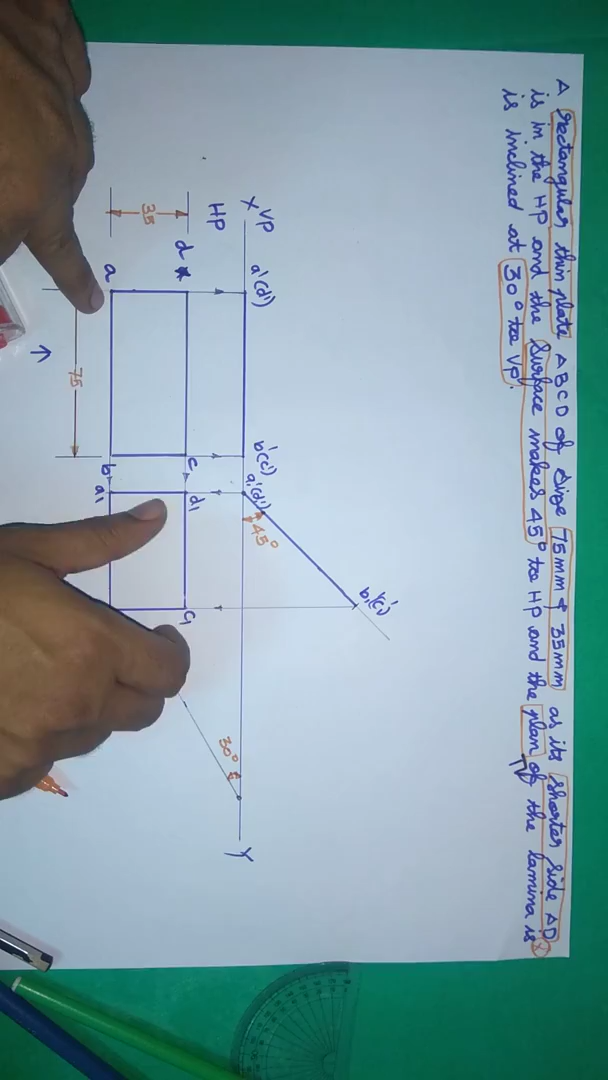 A rectangular thin plate ABCD of size 75mm & 35mm as its shorter side AD
is in the HP and the surface makes 45° to HP and the plan of the lamina is
is inclined at 30° to VP.
X VP
HP
a'(d')
b'(c')
a₁'(d₁')
b₁'(c₁')
45°
30°
Y
35
d
a
75
c
b
a₁
d₁
c₁